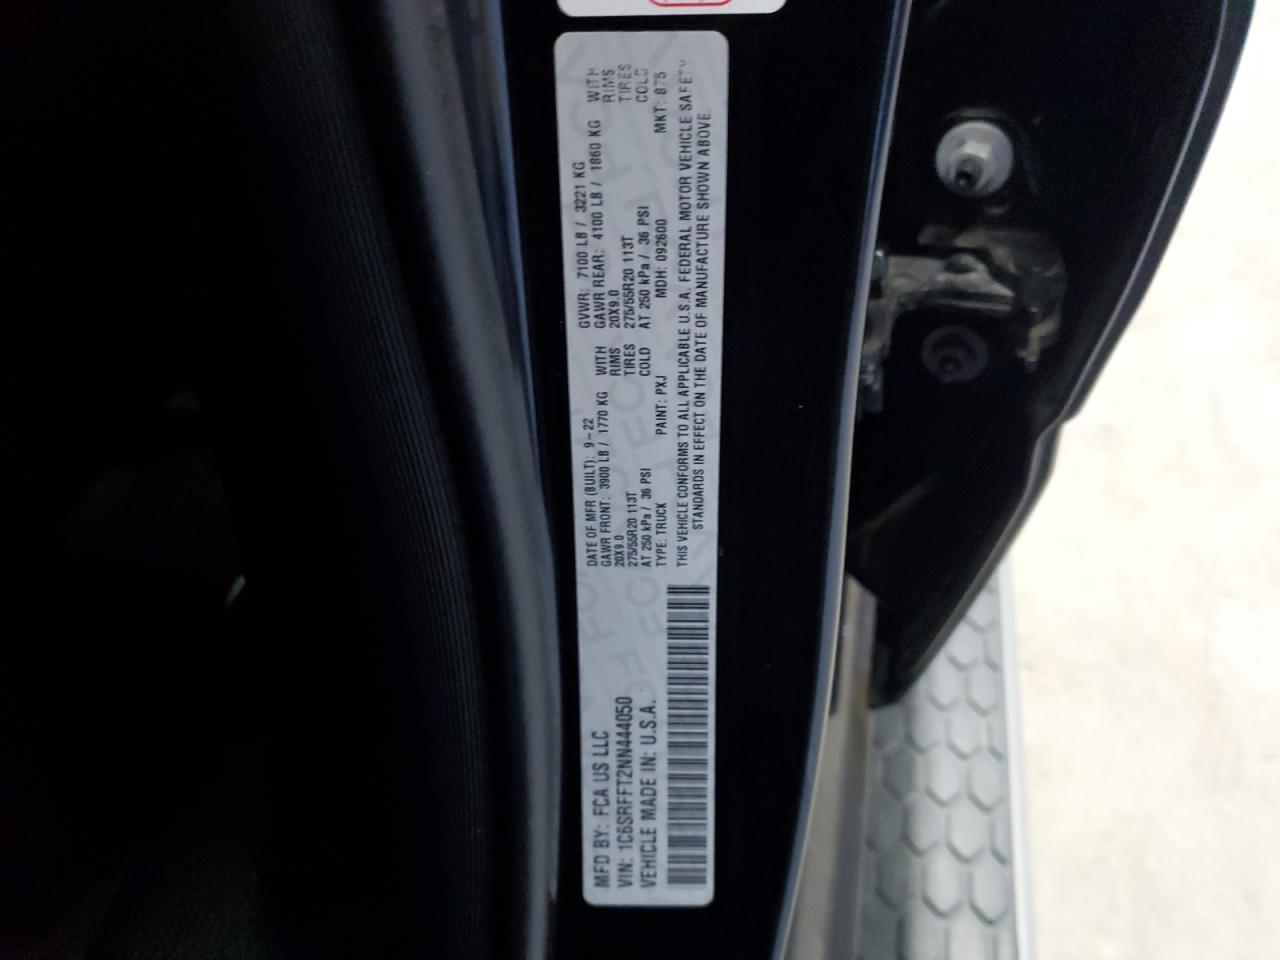 MFD BY: FCA US LLC
VIN: 1C6SRFFT2NN444050
VEHICLE MADE IN: U.S.A.
DATE OF MFR (BUILT): 9-22
GAWR FRONT: 3900 LB / 1770 KG WITH
20X9.0 RIMS
275/55R20 113T TIRES
AT 250 kPa / 36 PSI COLD
GVWR: 7100 LB / 3221 KG
GAWR REAR: 4100 LB / 1860 KG WITH
20X9.0 RIMS
275/55R20 113T TIRES
AT 250 kPa / 36 PSI COLD
TYPE: TRUCK PAINT: PXJ MDH: 092600 MKT: 875
THIS VEHICLE CONFORMS TO ALL APPLICABLE U.S.A. FEDERAL MOTOR VEHICLE SAFETY
STANDARDS IN EFFECT ON THE DATE OF MANUFACTURE SHOWN ABOVE